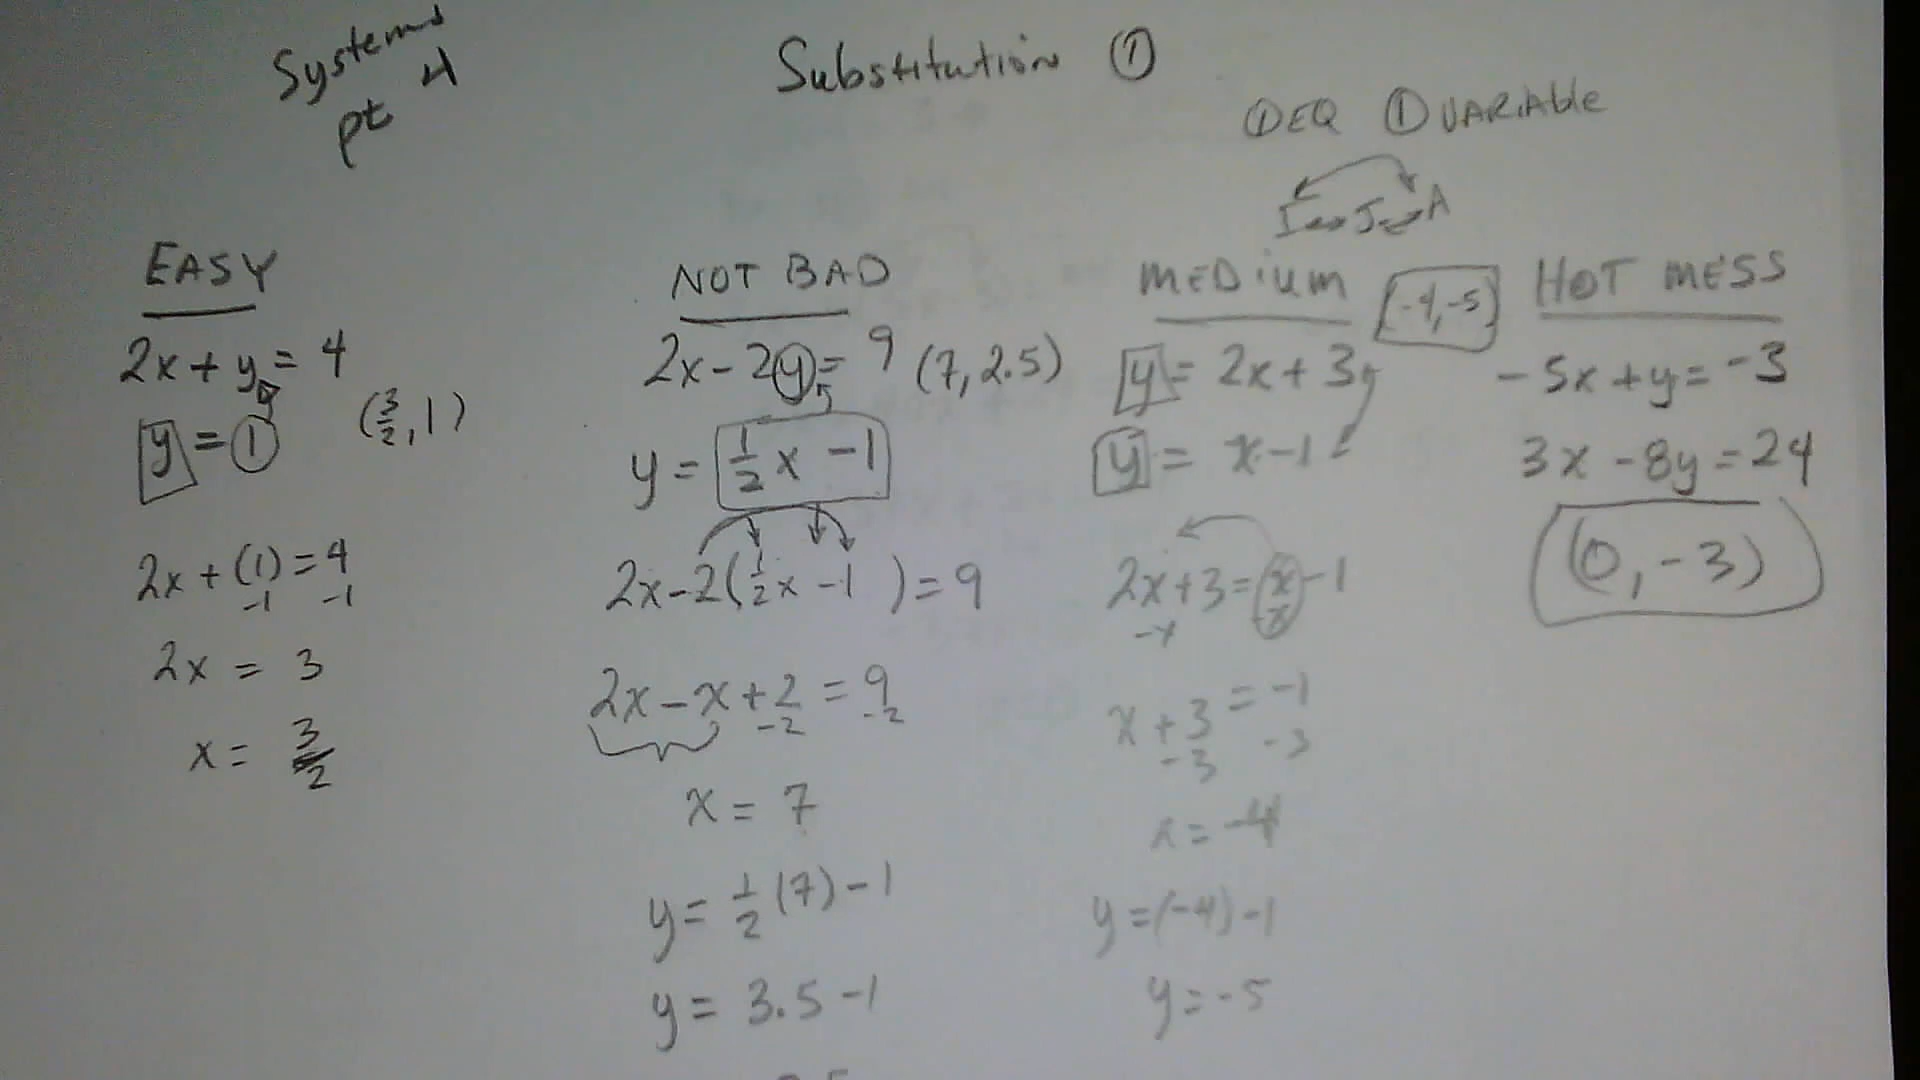 Systems
pt 4
Substitution ①
① EQ ① VARIABLE
I J A
EASY
2x + y = 4
y = 1
(3/2, 1)
2x + (1) = 4
-1 -1
2x = 3
x = 3/2
NOT BAD
2x - 2y = 9 (7, 2.5)
y = 1/2 x - 1
2x - 2(1/2 x - 1) = 9
2x - x + 2 = 9
-2 -2
x = 7
y = 1/2 (7) - 1
y = 3.5 - 1
MEDIUM (-4, -5)
y = 2x + 3
y = x - 1
2x + 3 = x - 1
-x -x
x + 3 = -1
-3 -3
x = -4
y = (-4) - 1
y = -5
HOT MESS
-5x + y = -3
3x - 8y = 24
(0, -3)